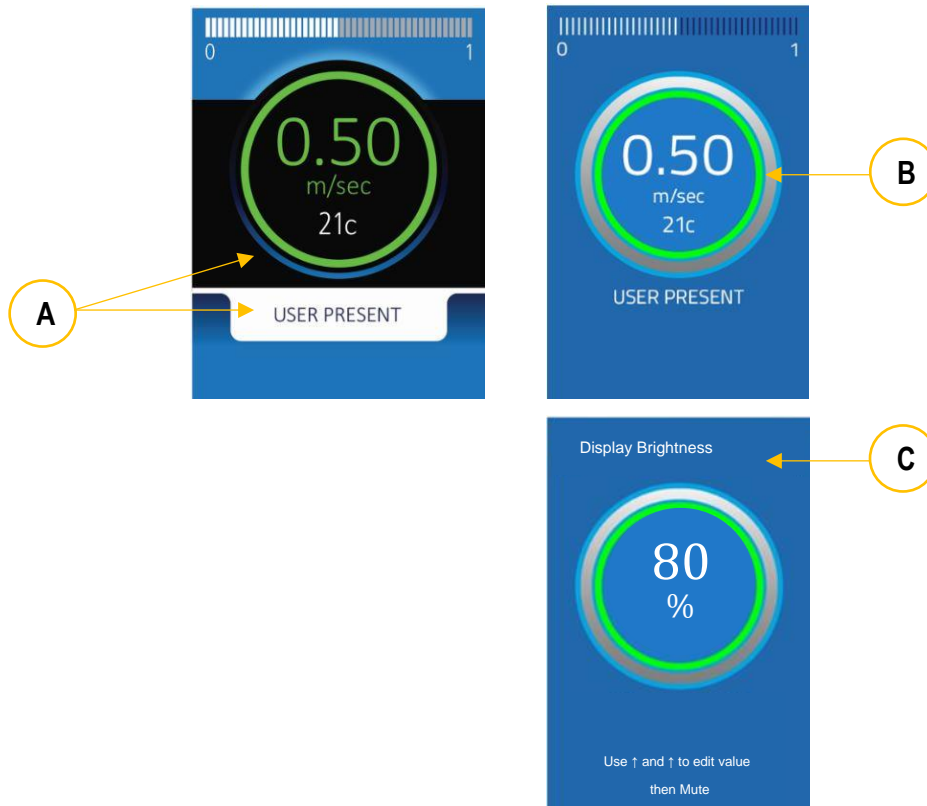 0 1
0.50
m/sec
21c
USER PRESENT
A
0 1
0.50
m/sec
21c
USER PRESENT
B
Display Brightness
80
%
Use ↑ and ↑ to edit value
then Mute
C